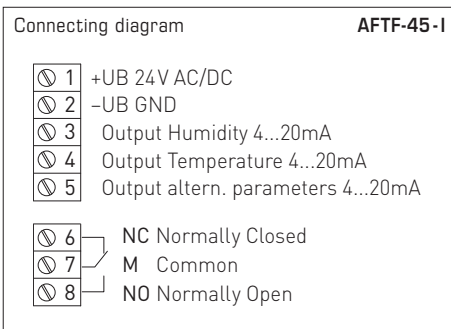 Connecting diagram AFTF-45-I
1 +UB 24V AC/DC
2 –UB GND
3 Output Humidity 4...20mA
4 Output Temperature 4...20mA
5 Output altern. parameters 4...20mA
6 NC Normally Closed
7 M Common
8 NO Normally Open